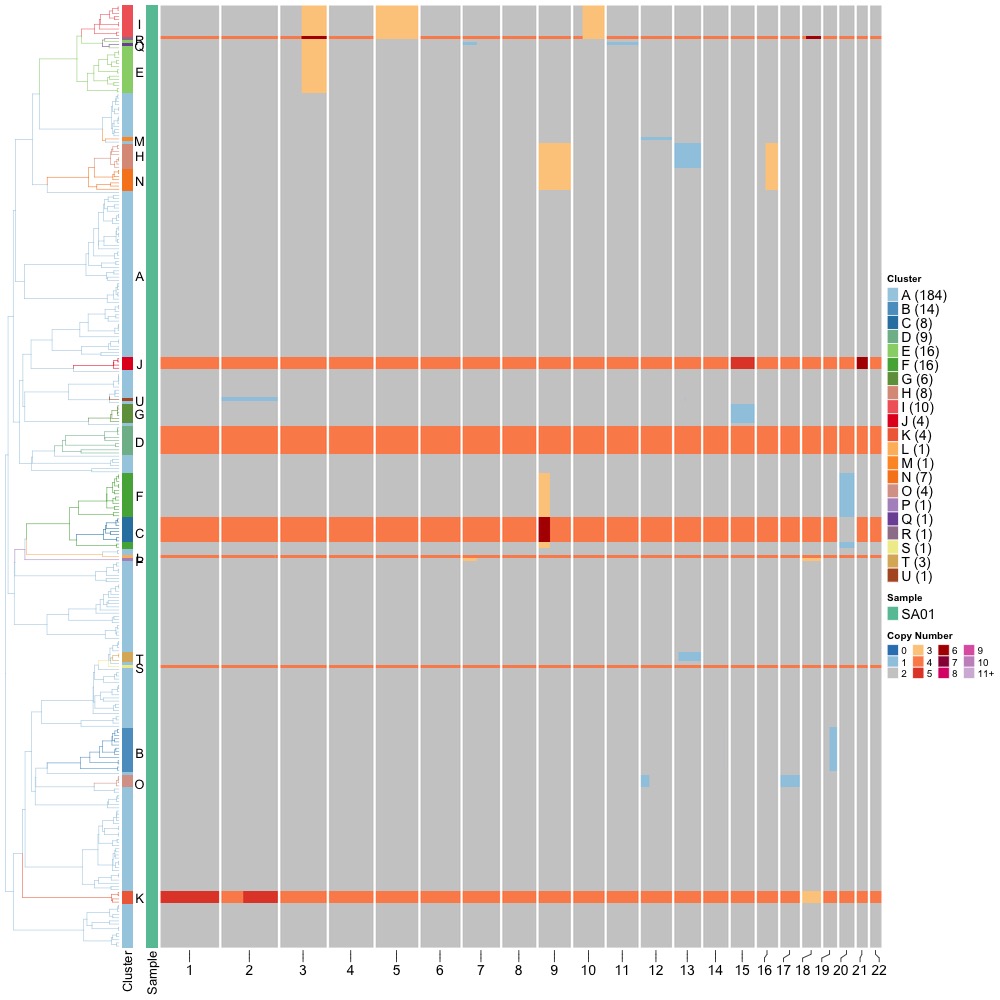 I
R
Q
E
M
H
N
A
J
U
G
D
F
C
L
P
T
S
B
O
K
Cluster
Sample
1 2 3 4 5 6 7 8 9 10 11 12 13 14 15 16 17 18 19 20 21 22
Cluster
A (184)
B (14)
C (8)
D (9)
E (16)
F (16)
G (6)
H (8)
I (10)
J (4)
K (4)
L (1)
M (1)
N (7)
O (4)
P (1)
Q (1)
R (1)
S (1)
T (3)
U (1)
Sample
SA01
Copy Number
0 3 6 9
1 4 7 10
2 5 8 11+